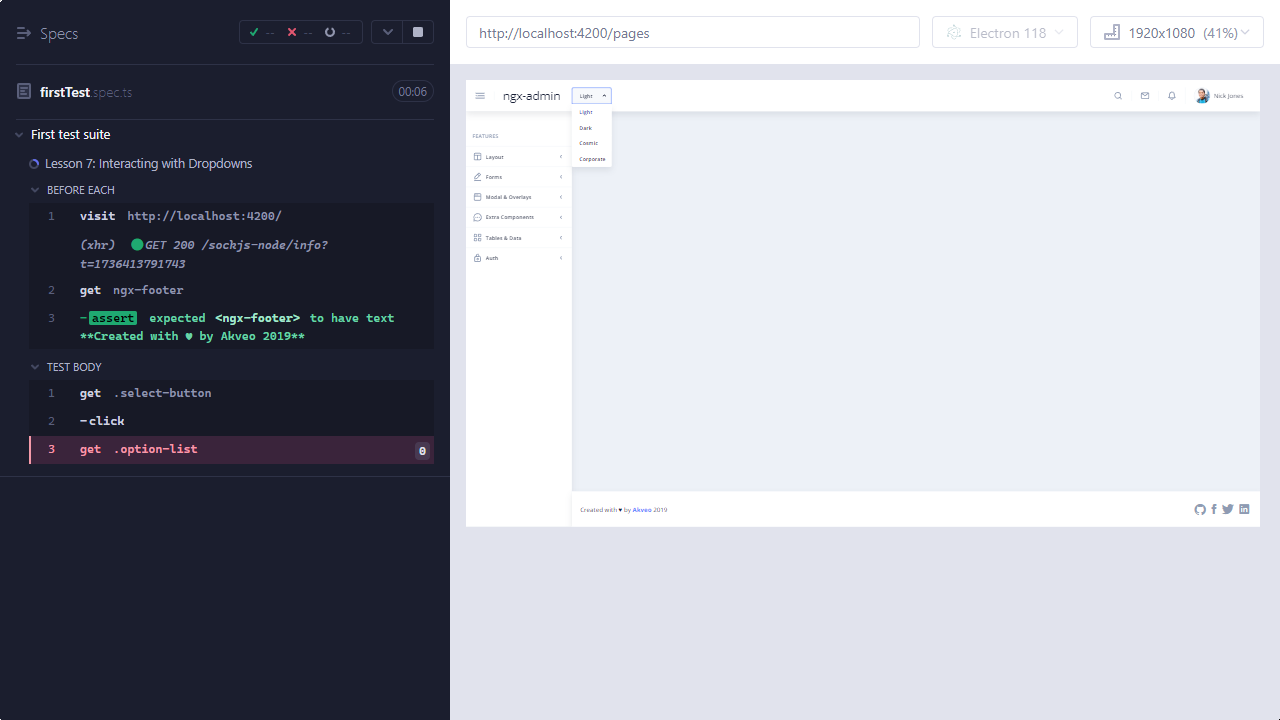 Specs
-- -- --
firstTest.spec.ts 00:06
First test suite
Lesson 7: Interacting with Dropdowns
BEFORE EACH
1 visit http://localhost:4200/
(xhr) GET 200 /sockjs-node/info?
t=1736413791743
2 get ngx-footer
3 -assert expected <ngx-footer> to have text
**Created with ♥ by Akveo 2019**
TEST BODY
1 get .select-button
2 -click
3 get .option-list 0
http://localhost:4200/pages
Electron 118
1920x1080 (41%)
ngx-admin
Light
Nick Jones
Light
Dark
Cosmic
Corporate
FEATURES
Layout
Forms
Modal & Overlays
Extra Components
Tables & Data
Auth
Created with ♥ by Akveo 2019